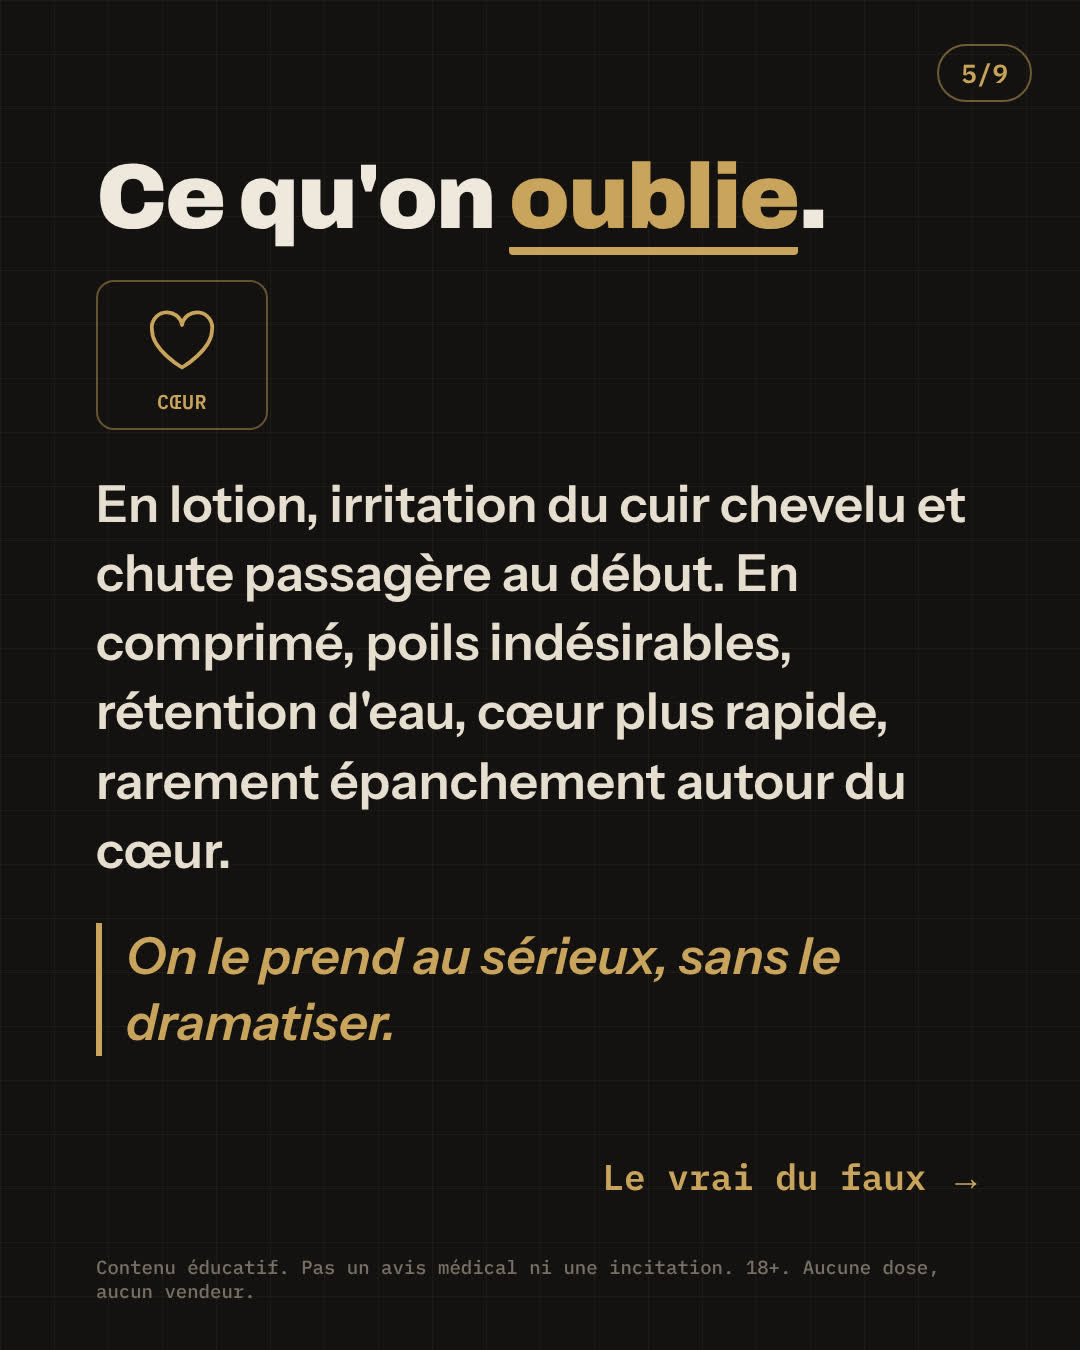 5/9
Ce qu'on oublie.
CŒUR
En lotion, irritation du cuir chevelu et
chute passagère au début. En
comprimé, poils indésirables,
rétention d'eau, cœur plus rapide,
rarement épanchement autour du
cœur.
On le prend au sérieux, sans le
dramatiser.
Le vrai du faux →
Contenu éducatif. Pas un avis médical ni une incitation. 18+. Aucune dose,
aucun vendeur.